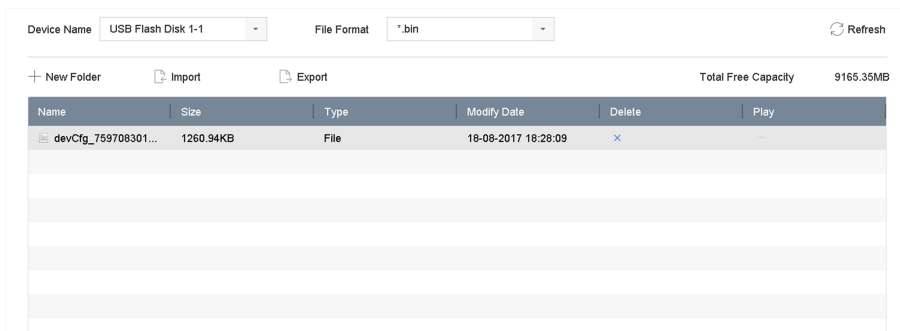 Device Name USB Flash Disk 1-1 File Format *.bin Refresh
New Folder Import Export Total Free Capacity 9165.35MB
Name Size Type Modify Date Delete Play
devCfg_759708301... 1260.94KB File 18-08-2017 18:28:09